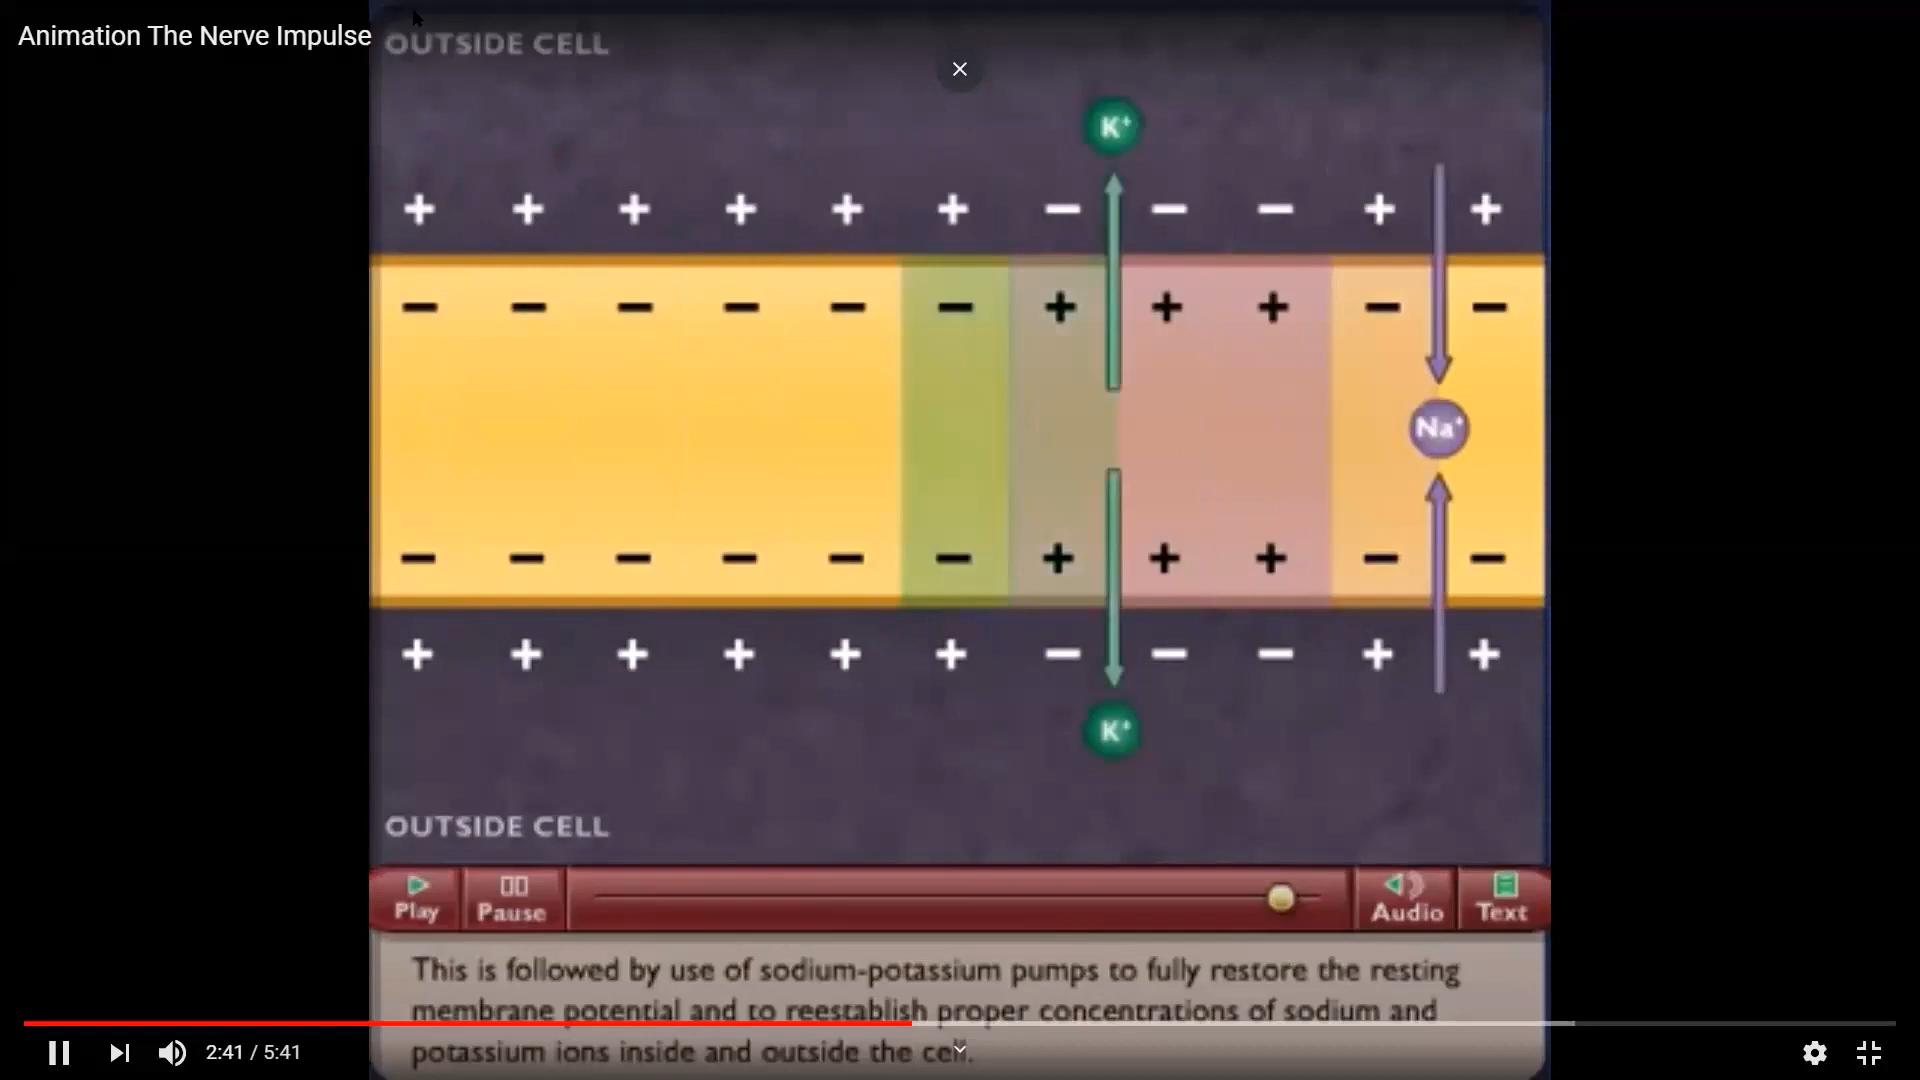 Animation The Nerve Impulse
OUTSIDE CELL
K+
+ + + + + + − − − + +
− − − − − − + + + − −
Na+
− − − − − − + + + − −
+ + + + + + − − − + +
K+
OUTSIDE CELL
Play Pause Audio Text
This is followed by use of sodium-potassium pumps to fully restore the resting
membrane potential and to reestablish proper concentrations of sodium and
potassium ions inside and outside the cell.
2:41 / 5:41